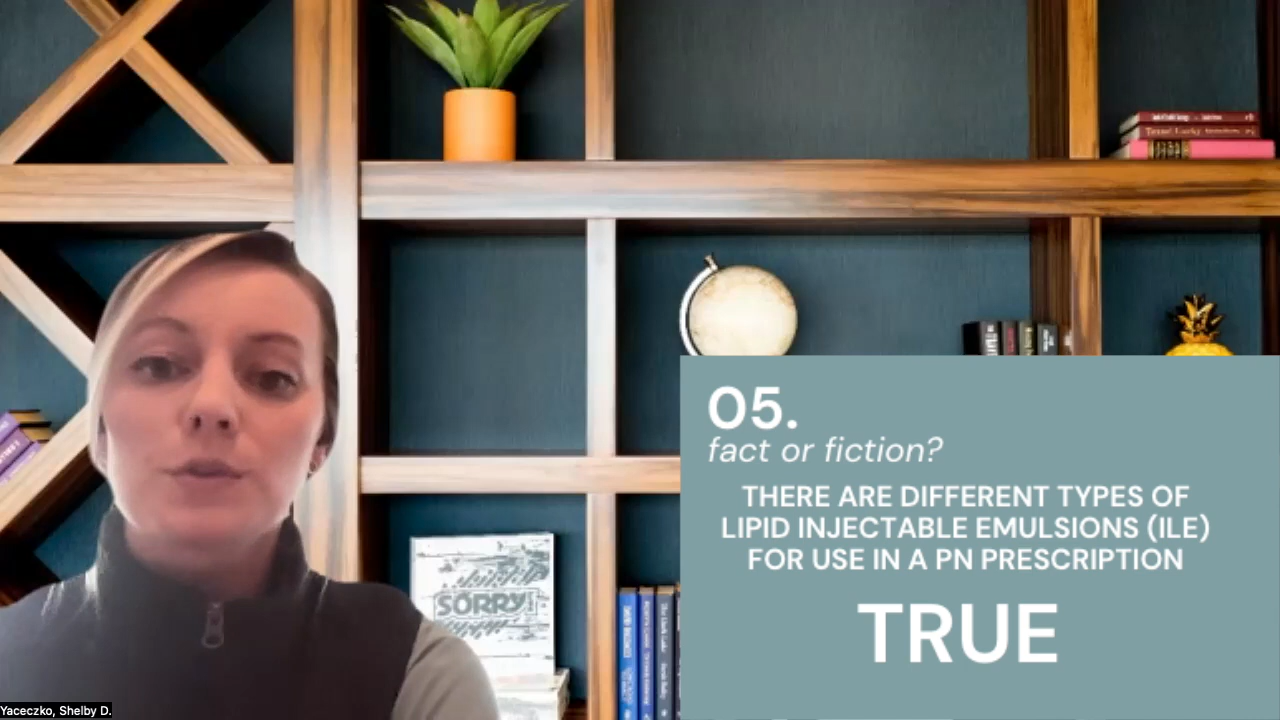 05.
fact or fiction?
THERE ARE DIFFERENT TYPES OF
LIPID INJECTABLE EMULSIONS (ILE)
FOR USE IN A PN PRESCRIPTION
TRUE
SORRY!
Yaceczko, Shelby D.